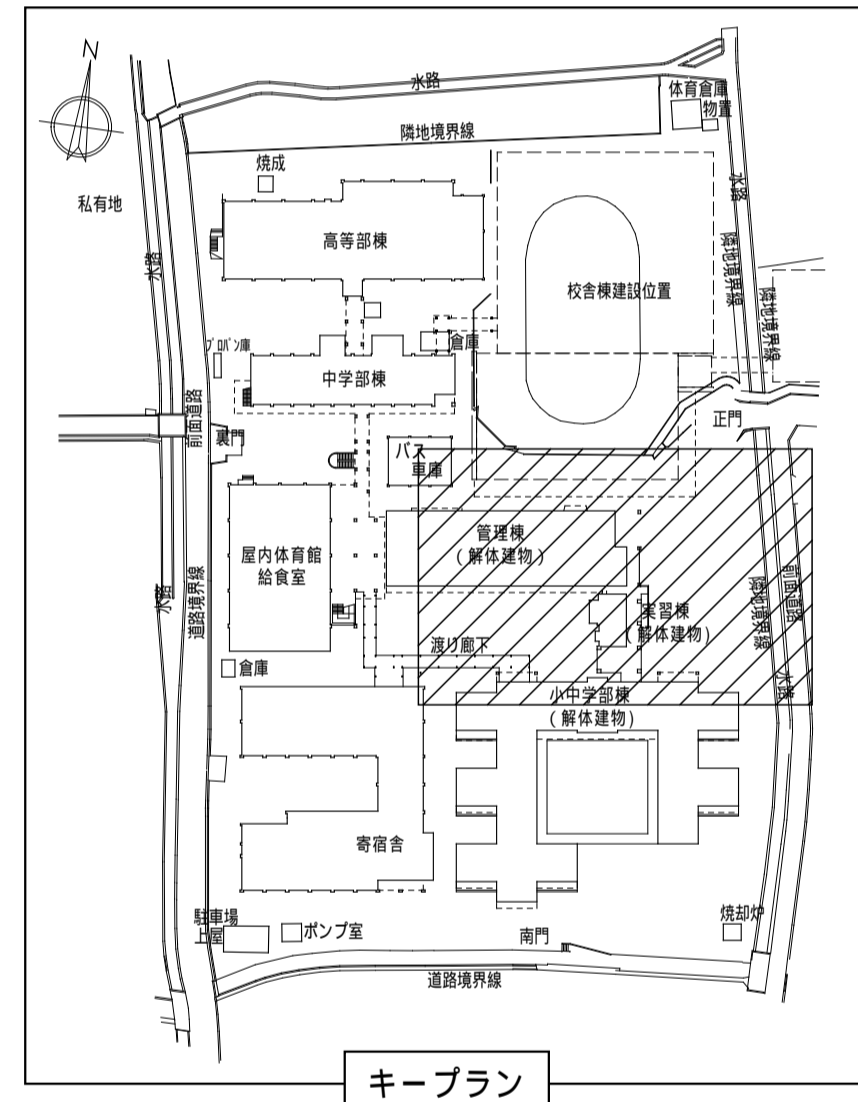 N
水路
体育倉庫
物置
隣地境界線
焼成
水路
私有地
高等部棟
隣地境界線
水路
校舎棟建設位置
隣地境界線
プロパン庫
倉庫
中学部棟
前面道路
裏門
正門
バス
車庫
管理棟
(解体建物)
屋内体育館
給食室
前面道路
水路
道路境界線
隣地境界線
実習棟
(解体建物)
渡り廊下
倉庫
水路
小中学部棟
(解体建物)
寄宿舎
駐車場
上屋
ポンプ室
南門
焼却炉
道路境界線
キープラン